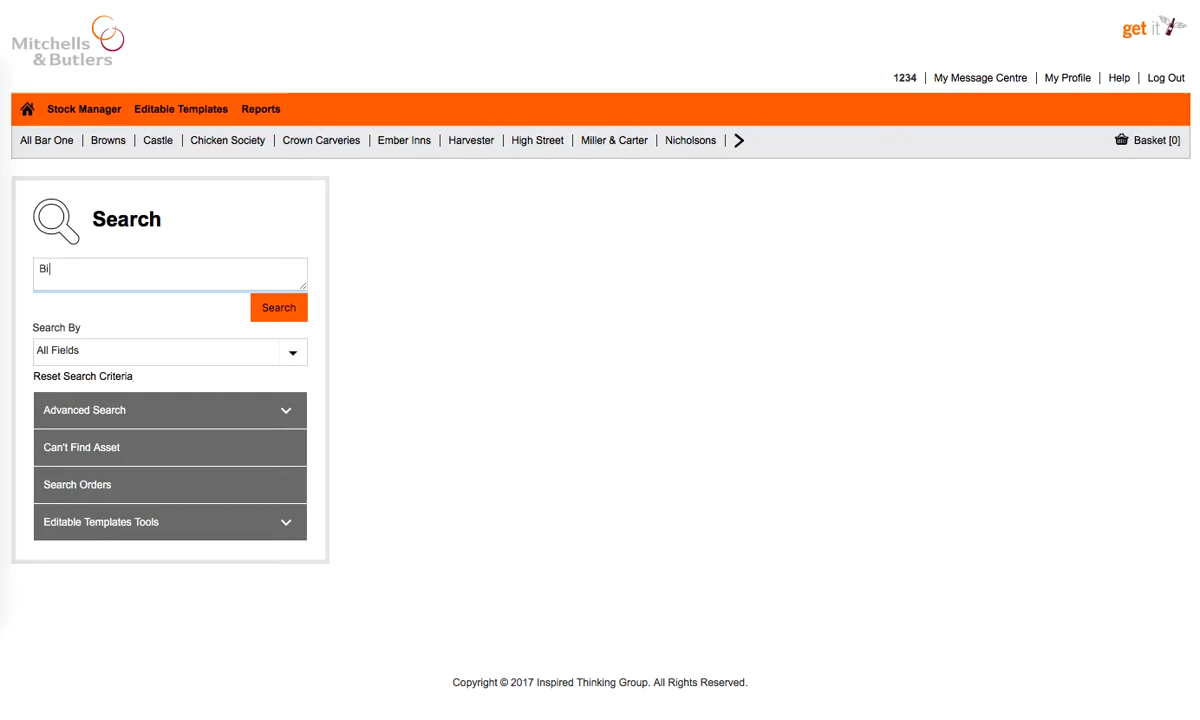 Mitchells
& Butlers
get it
1234 | My Message Centre | My Profile | Help | Log Out
Stock Manager Editable Templates Reports
All Bar One | Browns | Castle | Chicken Society | Crown Carveries | Ember Inns | Harvester | High Street | Miller & Carter | Nicholsons | Basket [0]
Search
Bi
Search
Search By
All Fields
Reset Search Criteria
Advanced Search
Can't Find Asset
Search Orders
Editable Templates Tools
Copyright © 2017 Inspired Thinking Group. All Rights Reserved.